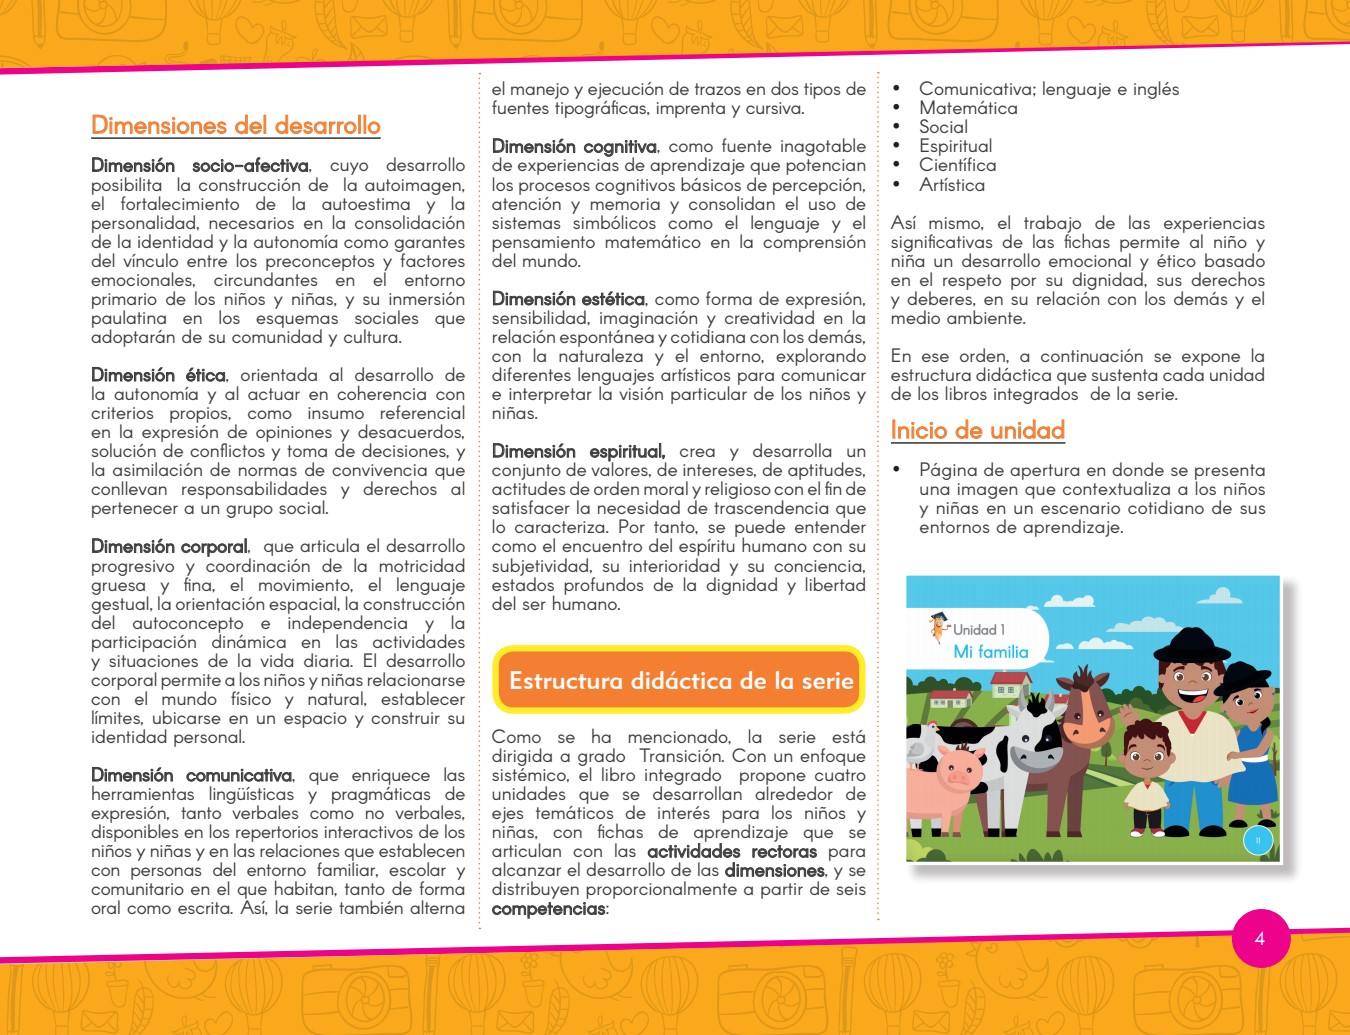 Dimensiones del desarrollo
Dimensión socio-afectiva, cuyo desarrollo
posibilita la construcción de la autoimagen,
el fortalecimiento de la autoestima y la
personalidad, necesarios en la consolidación
de la identidad y la autonomía como garantes
del vínculo entre los preconceptos y factores
emocionales, circundantes en el entorno
primario de los niños y niñas, y su inmersión
paulatina en los esquemas sociales que
adoptarán de su comunidad y cultura.
Dimensión ética, orientada al desarrollo de
la autonomía y al actuar en coherencia con
criterios propios, como insumo referencial
en la expresión de opiniones y desacuerdos,
solución de conflictos y toma de decisiones, y
la asimilación de normas de convivencia que
conllevan responsabilidades y derechos al
pertenecer a un grupo social.
Dimensión corporal, que articula el desarrollo
progresivo y coordinación de la motricidad
gruesa y fina, el movimiento, el lenguaje
gestual, la orientación espacial, la construcción
del autoconcepto e independencia y la
participación dinámica en las actividades
y situaciones de la vida diaria. El desarrollo
corporal permite a los niños y niñas relacionarse
con el mundo físico y natural, establecer
límites, ubicarse en un espacio y construir su
identidad personal.
Dimensión comunicativa, que enriquece las
herramientas lingüísticas y pragmáticas de
expresión, tanto verbales como no verbales,
disponibles en los repertorios interactivos de los
niños y niñas y en las relaciones que establecen
con personas del entorno familiar, escolar y
comunitario en el que habitan, tanto de forma
oral como escrita. Así, la serie también alterna
el manejo y ejecución de trazos en dos tipos de
fuentes tipográficas, imprenta y cursiva.
Dimensión cognitiva, como fuente inagotable
de experiencias de aprendizaje que potencian
los procesos cognitivos básicos de percepción,
atención y memoria y consolidan el uso de
sistemas simbólicos como el lenguaje y el
pensamiento matemático en la comprensión
del mundo.
Dimensión estética, como forma de expresión,
sensibilidad, imaginación y creatividad en la
relación espontánea y cotidiana con los demás,
con la naturaleza y el entorno, explorando
diferentes lenguajes artísticos para comunicar
e interpretar la visión particular de los niños y
niñas.
Dimensión espiritual, crea y desarrolla un
conjunto de valores, de intereses, de aptitudes,
actitudes de orden moral y religioso con el fin de
satisfacer la necesidad de trascendencia que
lo caracteriza. Por tanto, se puede entender
como el encuentro del espíritu humano con su
subjetividad, su interioridad y su conciencia,
estados profundos de la dignidad y libertad
del ser humano.
Estructura didáctica de la serie
Como se ha mencionado, la serie está
dirigida a grado Transición. Con un enfoque
sistémico, el libro integrado propone cuatro
unidades que se desarrollan alrededor de
ejes temáticos de interés para los niños y
niñas, con fichas de aprendizaje que se
articulan con las actividades rectoras para
alcanzar el desarrollo de las dimensiones, y se
distribuyen proporcionalmente a partir de seis
competencias:
• Comunicativa; lenguaje e inglés
• Matemática
• Social
• Espiritual
• Científica
• Artística
Así mismo, el trabajo de las experiencias
significativas de las fichas permite al niño y
niña un desarrollo emocional y ético basado
en el respeto por su dignidad, sus derechos
y deberes, en su relación con los demás y el
medio ambiente.
En ese orden, a continuación se expone la
estructura didáctica que sustenta cada unidad
de los libros integrados de la serie.
Inicio de unidad
• Página de apertura en donde se presenta
una imagen que contextualiza a los niños
y niñas en un escenario cotidiano de sus
entornos de aprendizaje.
Unidad 1
Mi familia
11
4